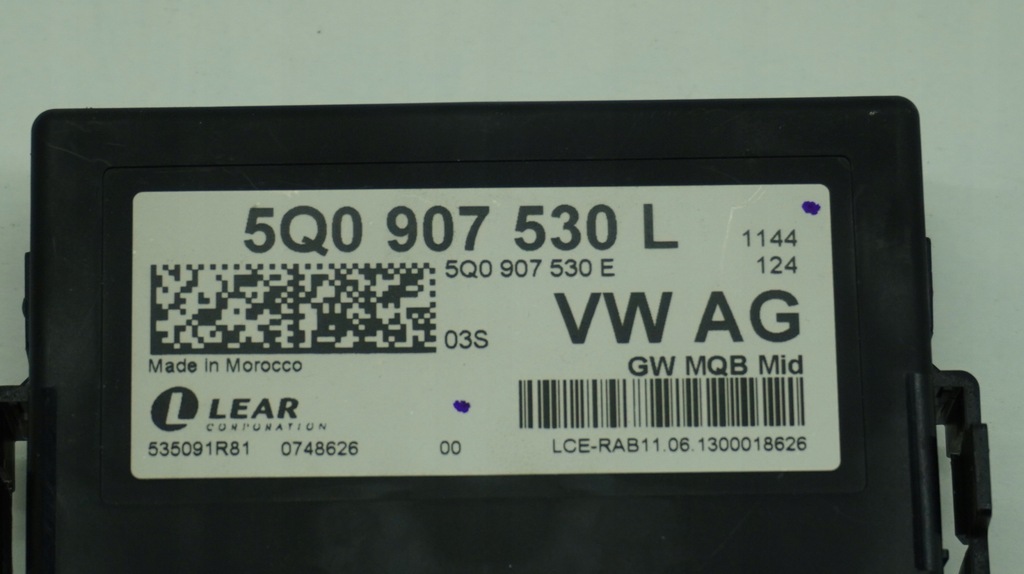 5Q0 907 530 L
1144
5Q0 907 530 E
124
03S
VW AG
Made in Morocco
GW MQB Mid
LEAR
CORPORATION
535091R81 0748626 00
LCE-RAB11.06.1300018626